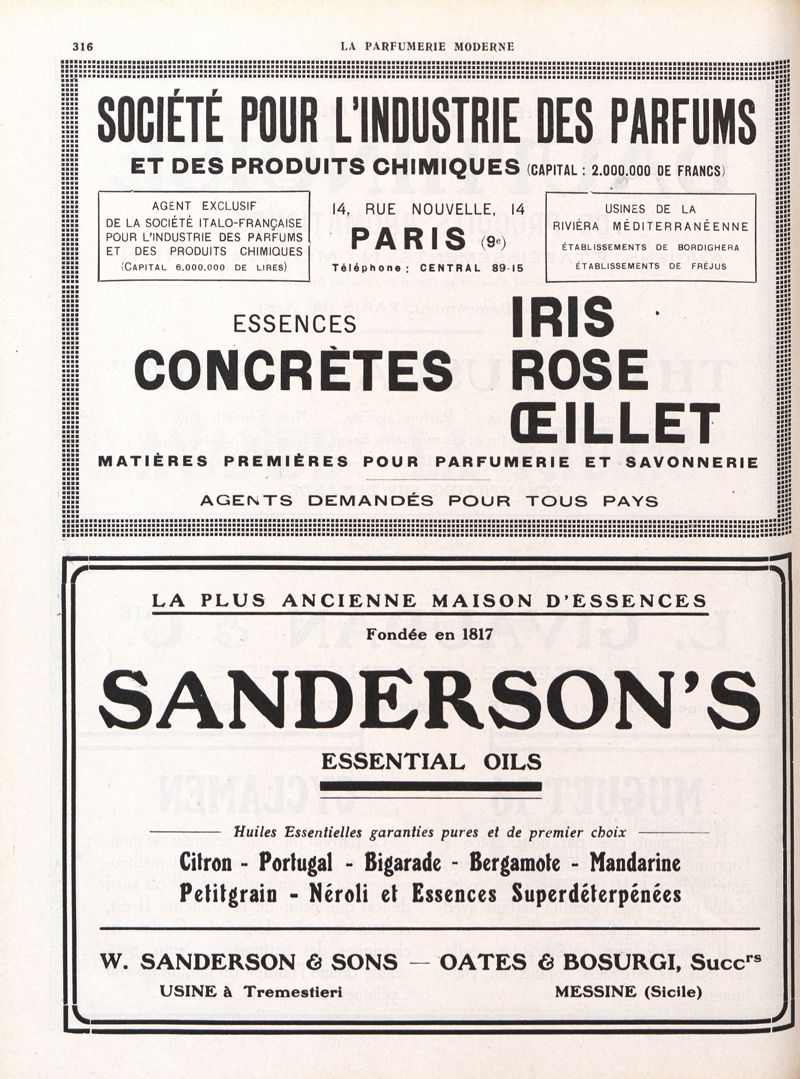 316
LA PARFUMERIE MODERNE
SOCIÉTÉ POUR L'INDUSTRIE DES PARFUMS
ET DES PRODUITS CHIMIQUES (CAPITAL : 2.000.000 DE FRANCS)
AGENT EXCLUSIF
DE LA SOCIÉTÉ ITALO-FRANÇAISE
POUR L'INDUSTRIE DES PARFUMS
ET DES PRODUITS CHIMIQUES
(CAPITAL 6.000.000 DE LIRES)
14, RUE NOUVELLE, 14
PARIS (9e)
Téléphone : CENTRAL 89-15
USINES DE LA
RIVIÉRA MÉDITERRANÉENNE
ÉTABLISSEMENTS DE BORDIGHERA
ÉTABLISSEMENTS DE FRÉJUS
ESSENCES
CONCRÈTES
IRIS
ROSE
ŒILLET
MATIÈRES PREMIÈRES POUR PARFUMERIE ET SAVONNERIE
AGENTS DEMANDÉS POUR TOUS PAYS
LA PLUS ANCIENNE MAISON D'ESSENCES
Fondée en 1817
SANDERSON'S
ESSENTIAL OILS
Huiles Essentielles garanties pures et de premier choix
Citron - Portugal - Bigarade - Bergamote - Mandarine
Petitgrain - Néroli et Essences Superdéterpénées
W. SANDERSON & SONS — OATES & BOSURGI, Succrs
USINE à Tremestieri
MESSINE (Sicile)